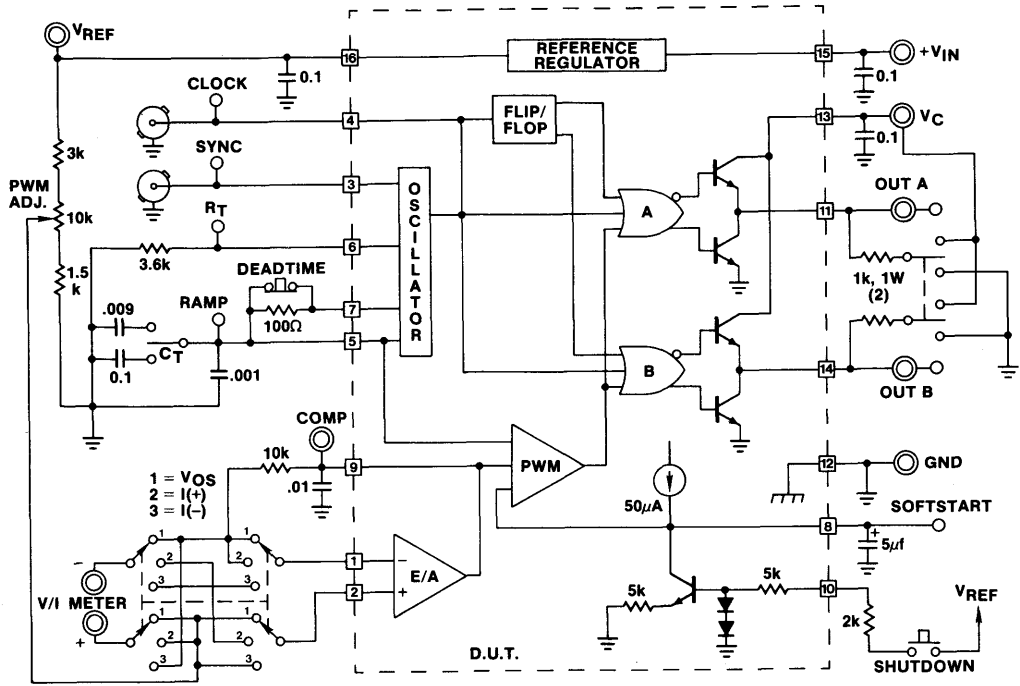 VREF
16
REFERENCE
REGULATOR
15
+VIN
0.1
0.1
CLOCK
4
FLIP/
FLOP
13
VC
0.1
3k
SYNC
3
OSCILLATOR
PWM
ADJ.
10k
RT
6
3.6k
A
11
OUT A
1k, 1W
(2)
1.5
k
DEADTIME
100Ω
7
.009
RAMP
5
CT
0.1
.001
B
14
OUT B
COMP
10k
9
.01
PWM
12
GND
1 = VOS
2 = I(+)
3 = I(−)
50μA
8
SOFTSTART
+
5μf
1
1
2
2
3
3
−
V/I METER
+
1
−
E/A
2
+
1
1
2
2
3
3
5k
5k
10
2k
VREF
SHUTDOWN
D.U.T.